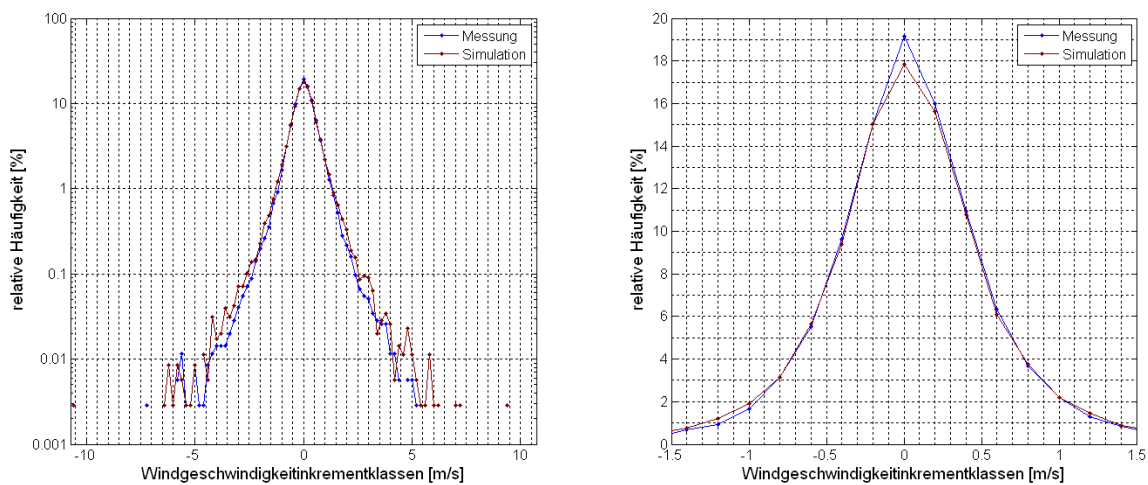 100
10
1
0.1
0.01
0.001
-10 -5 0 5 10
relative Häufigkeit [%]
Windgeschwindigkeitinkrementklassen [m/s]
Messung
Simulation
20
18
16
14
12
10
8
6
4
2
0
-1.5 -1 -0.5 0 0.5 1 1.5
relative Häufigkeit [%]
Windgeschwindigkeitinkrementklassen [m/s]
Messung
Simulation